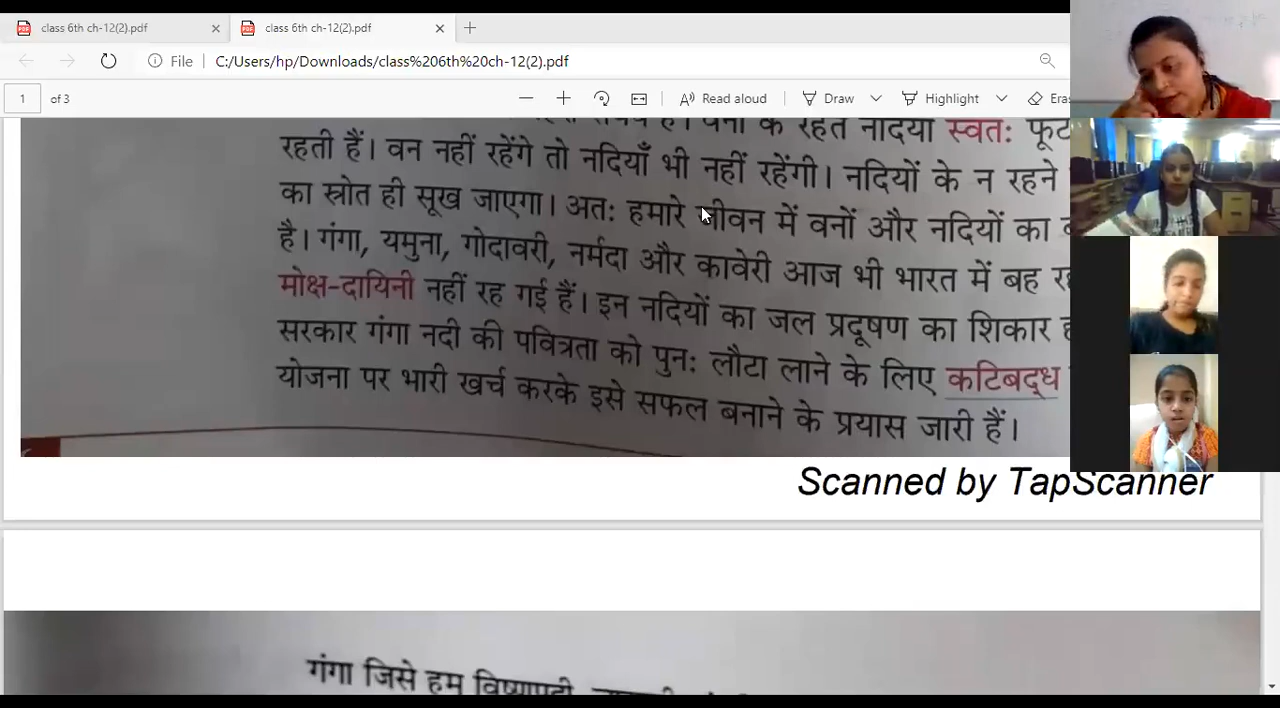 class 6th ch-12(2).pdf
class 6th ch-12(2).pdf
File
C:/Users/hp/Downloads/class%206th%20ch-12(2).pdf
1
of 3
Read aloud
Draw
Highlight
Eras
के रहते नदियाँ स्वतः फूट
रहती हैं। वन नहीं रहेंगे तो नदियाँ भी नहीं रहेंगी। नदियों के न रहने
का स्त्रोत ही सूख जाएगा। अतः हमारे जीवन में वनों और नदियों का
है। गंगा, यमुना, गोदावरी, नर्मदा और कावेरी आज भी भारत में बह
मोक्ष-दायिनी नहीं रह गई हैं। इन नदियों का जल प्रदूषण का शिकार
सरकार गंगा नदी की पवित्रता को पुनः लौटा लाने के लिए कटिबद्ध
योजना पर भारी खर्च करके इसे सफल बनाने के प्रयास जारी हैं।
Scanned by TapScanner
गंगा जिसे हम